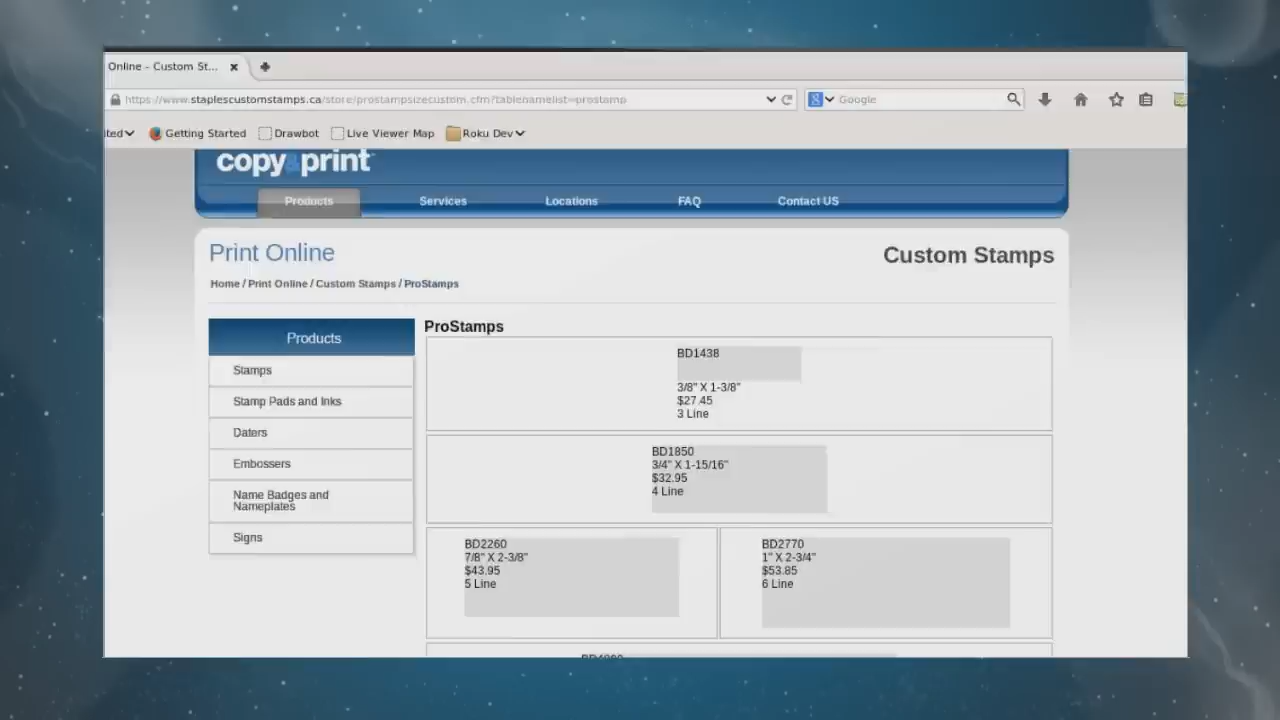 Online - Custom St...
https://www.staplescustomstamps.ca/store/prostampsizecustom.cfm?tablenamelist=prostamp
Google
ted
Getting Started
Drawbot
Live Viewer Map
Roku Dev
copy&print
Products
Services
Locations
FAQ
Contact US
Print Online
Custom Stamps
Home / Print Online / Custom Stamps / ProStamps
Products
Stamps
Stamp Pads and Inks
Daters
Embossers
Name Badges and
Nameplates
Signs
ProStamps
BD1438
3/8" X 1-3/8"
$27.45
3 Line
BD1850
3/4" X 1-15/16"
$32.95
4 Line
BD2260
7/8" X 2-3/8"
$43.95
5 Line
BD2770
1" X 2-3/4"
$53.85
6 Line